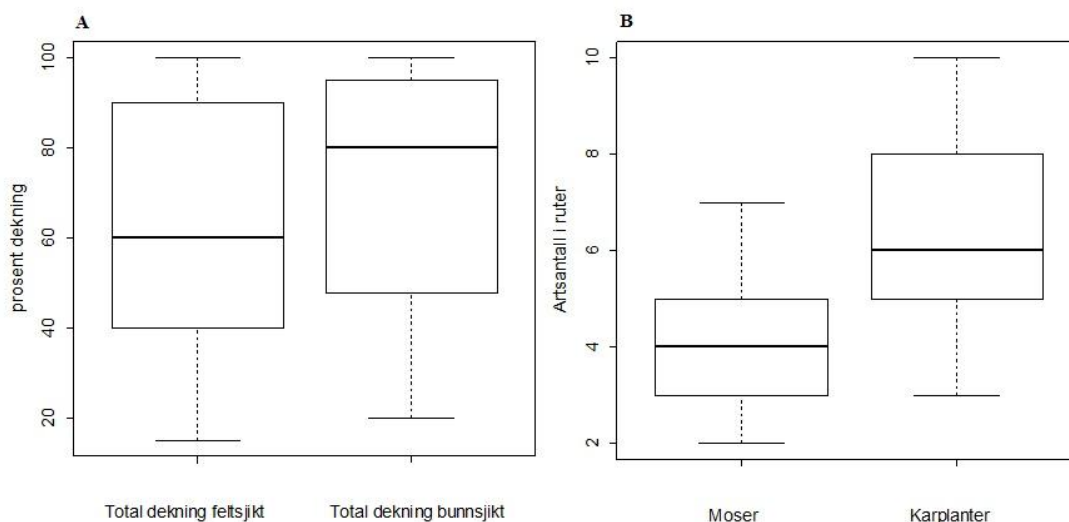 A
prosent dekning
100
80
60
40
20
Total dekning feltsjikt
Total dekning bunnsjikt
B
Artsantall i ruter
10
8
6
4
2
Moser
Karplanter